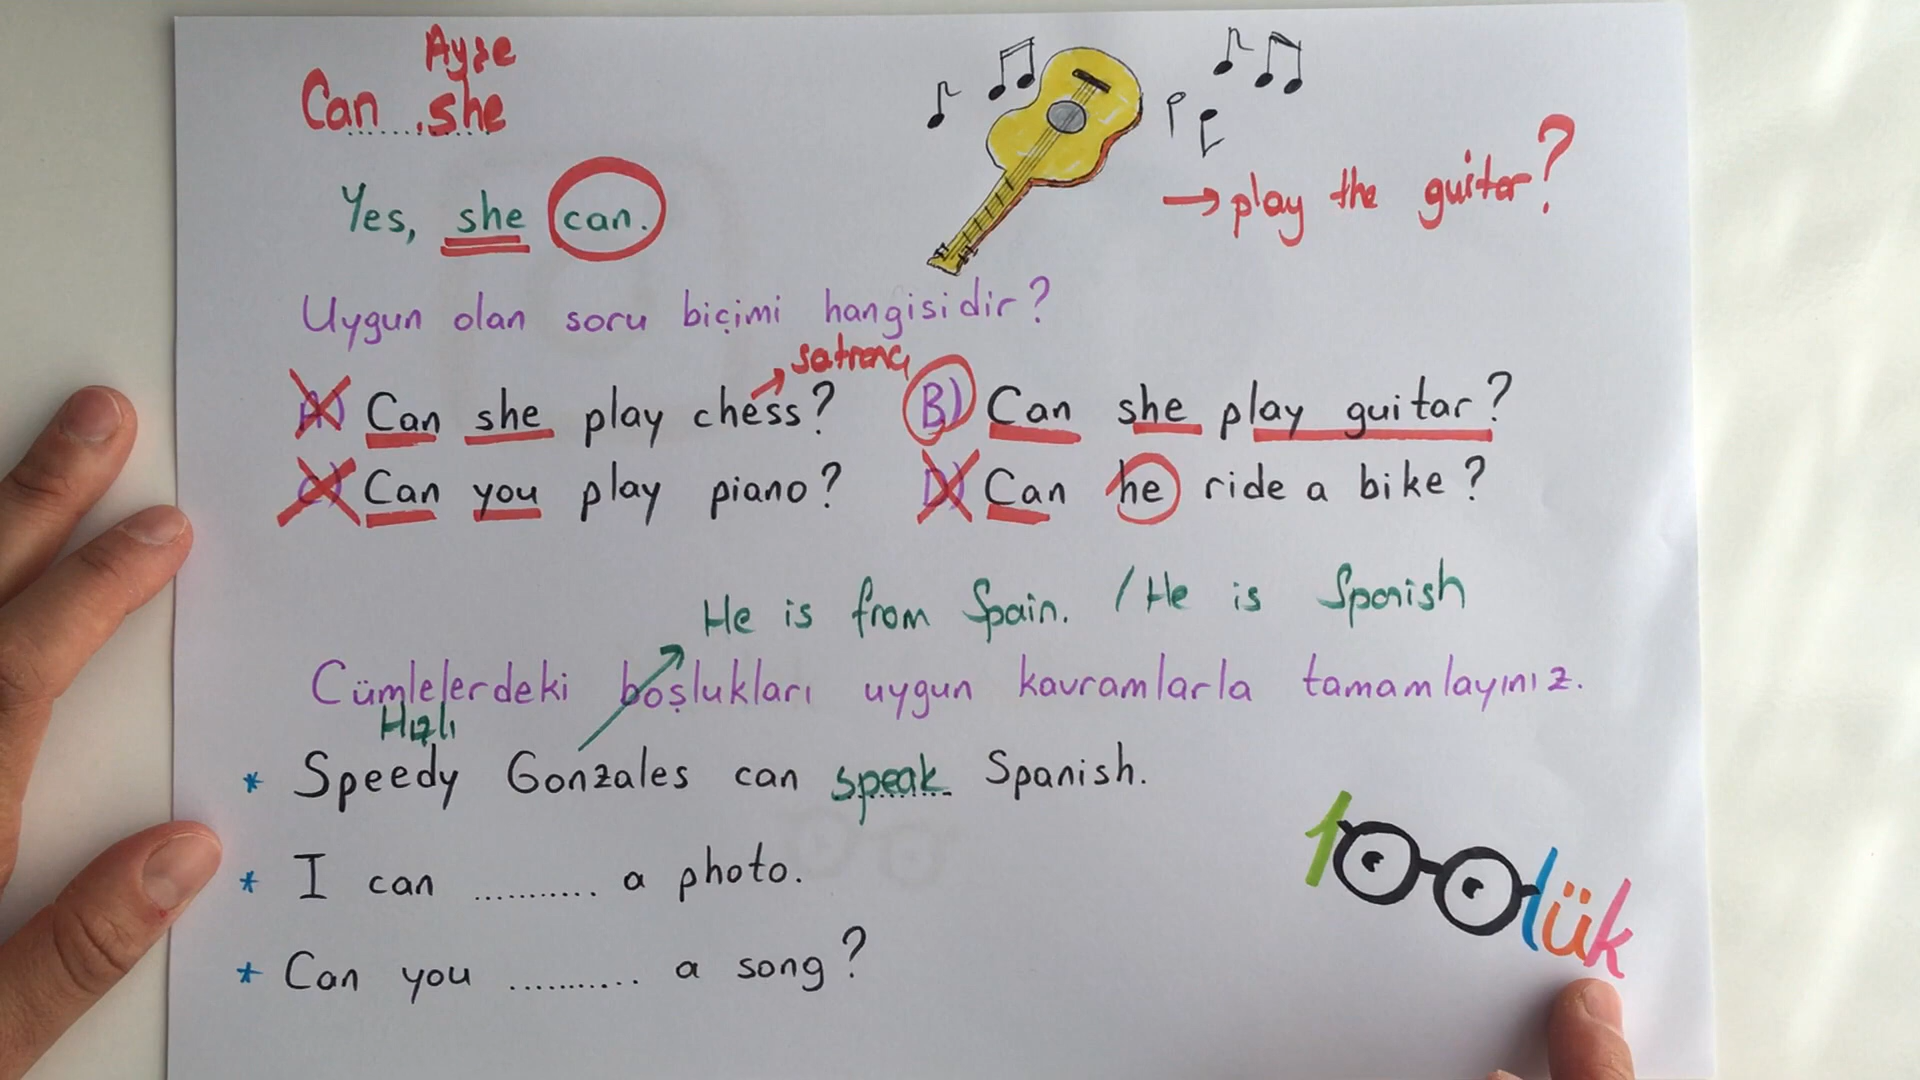 Ayşe
Can ..she
Yes, she can.
→ play the guiter?
Uygun olan soru biçimi hangisidir?
satranç
A) Can she play chess? B) Can she play guitar?
C) Can you play piano? D) Can he ride a bike?
He is from Spain. / He is Spanish
Cümlelerdeki boşlukları uygun kavramlarla tamamlayınız.
Hızlı
* Speedy Gonzales can speak Spanish.
* I can ........... a photo.
* Can you ........... a song?
100lük